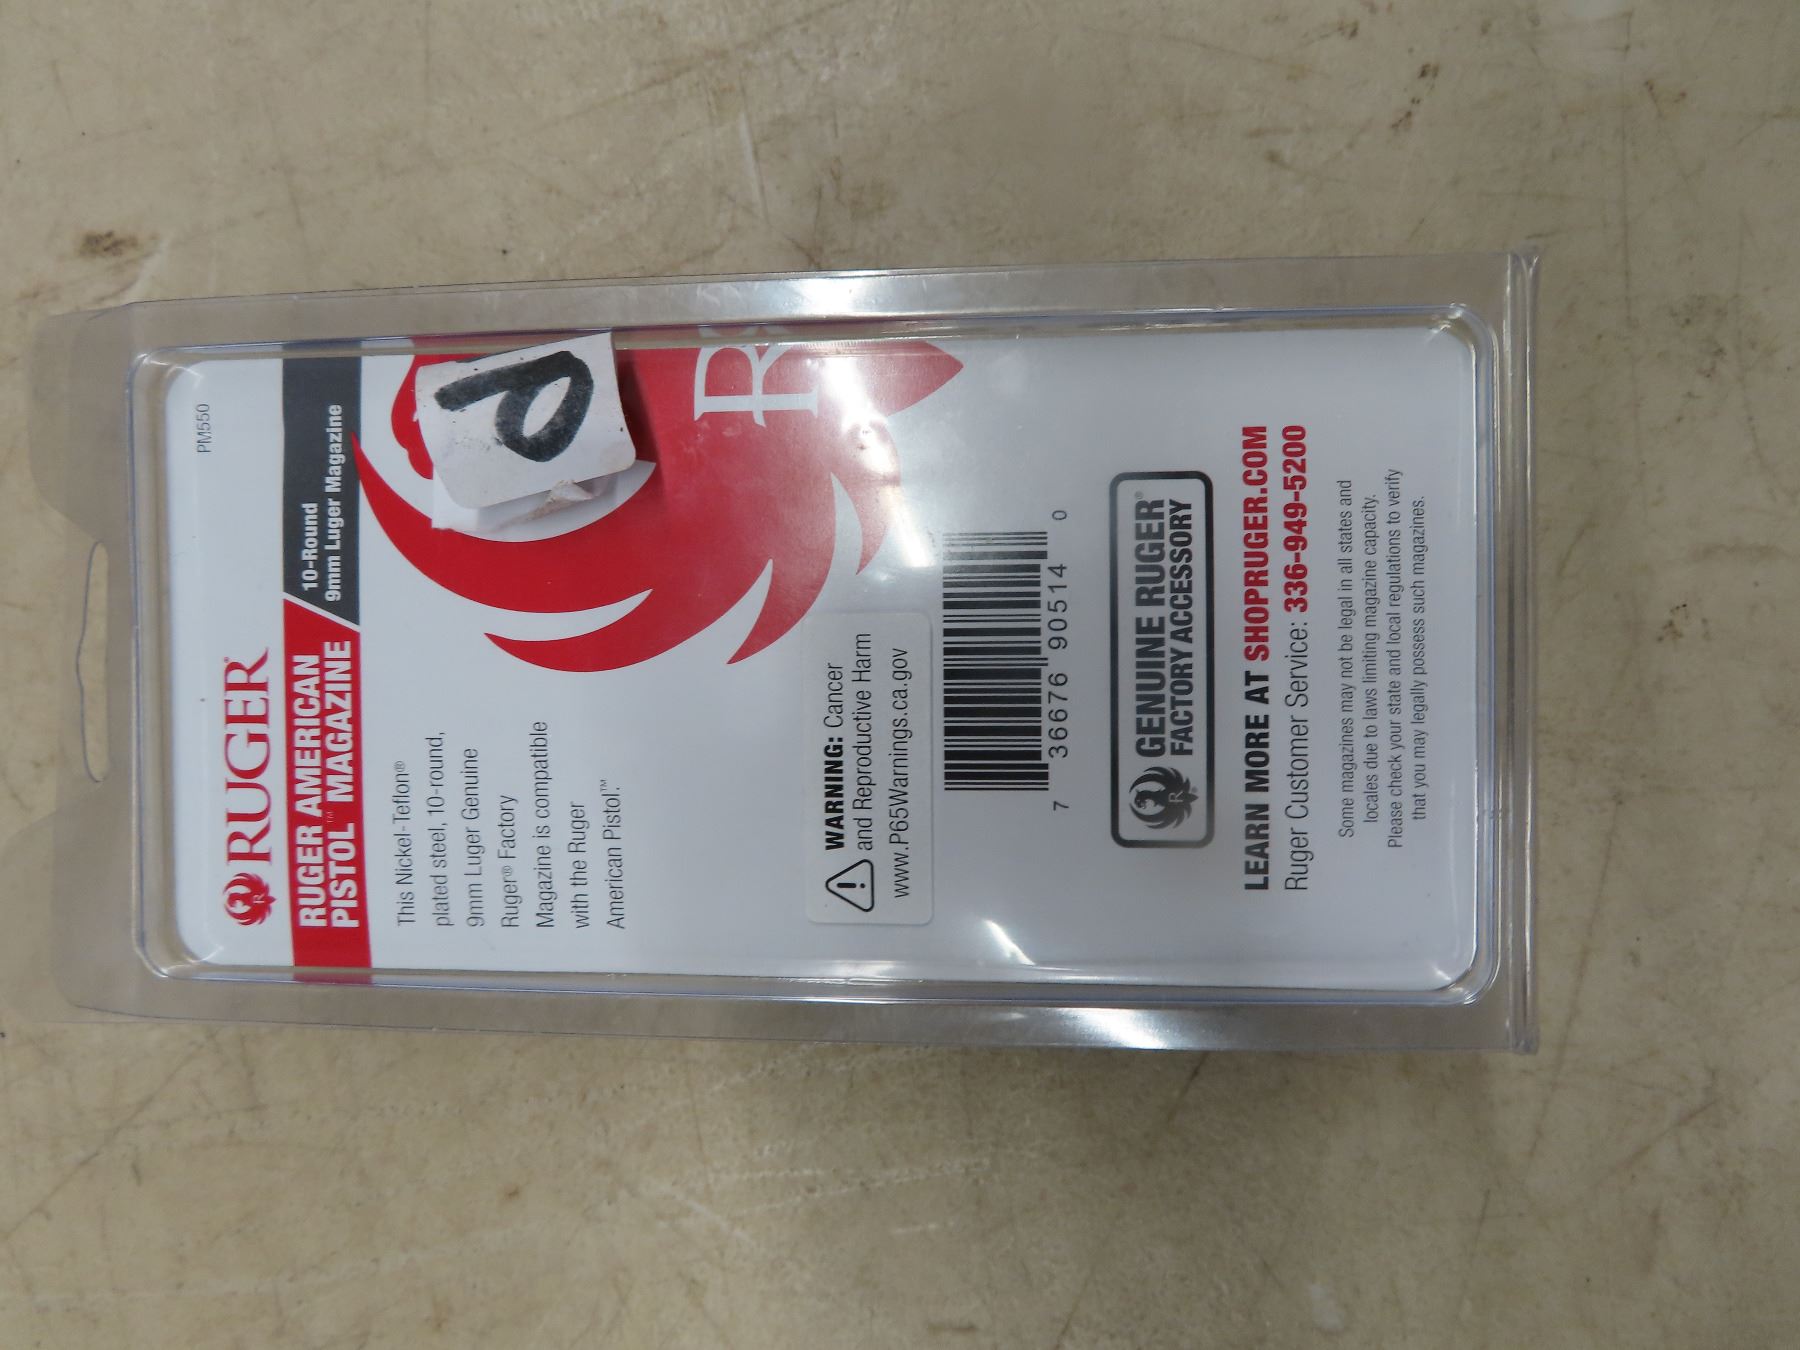 PM550
RUGER®
RUGER AMERICAN
PISTOL™ MAGAZINE
10-Round
9mm Luger Magazine
This Nickel-Teflon®
plated steel, 10-round,
9mm Luger Genuine
Ruger® Factory
Magazine is compatible
with the Ruger
American Pistol.™
P
R
WARNING: Cancer
and Reproductive Harm
www.P65Warnings.ca.gov
7 36676 90514 0
GENUINE RUGER®
FACTORY ACCESSORY
LEARN MORE AT SHOPRUGER.COM
Ruger Customer Service: 336-949-5200
Some magazines may not be legal in all states and
locales due to laws limiting magazine capacity.
Please check your state and local regulations to verify
that you may legally possess such magazines.